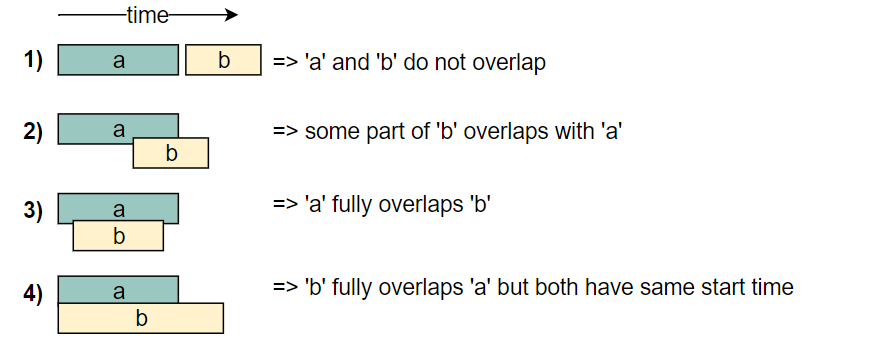 time
1) a b => 'a' and 'b' do not overlap
2) a b => some part of 'b' overlaps with 'a'
3) a b => 'a' fully overlaps 'b'
4) a b => 'b' fully overlaps 'a' but both have same start time